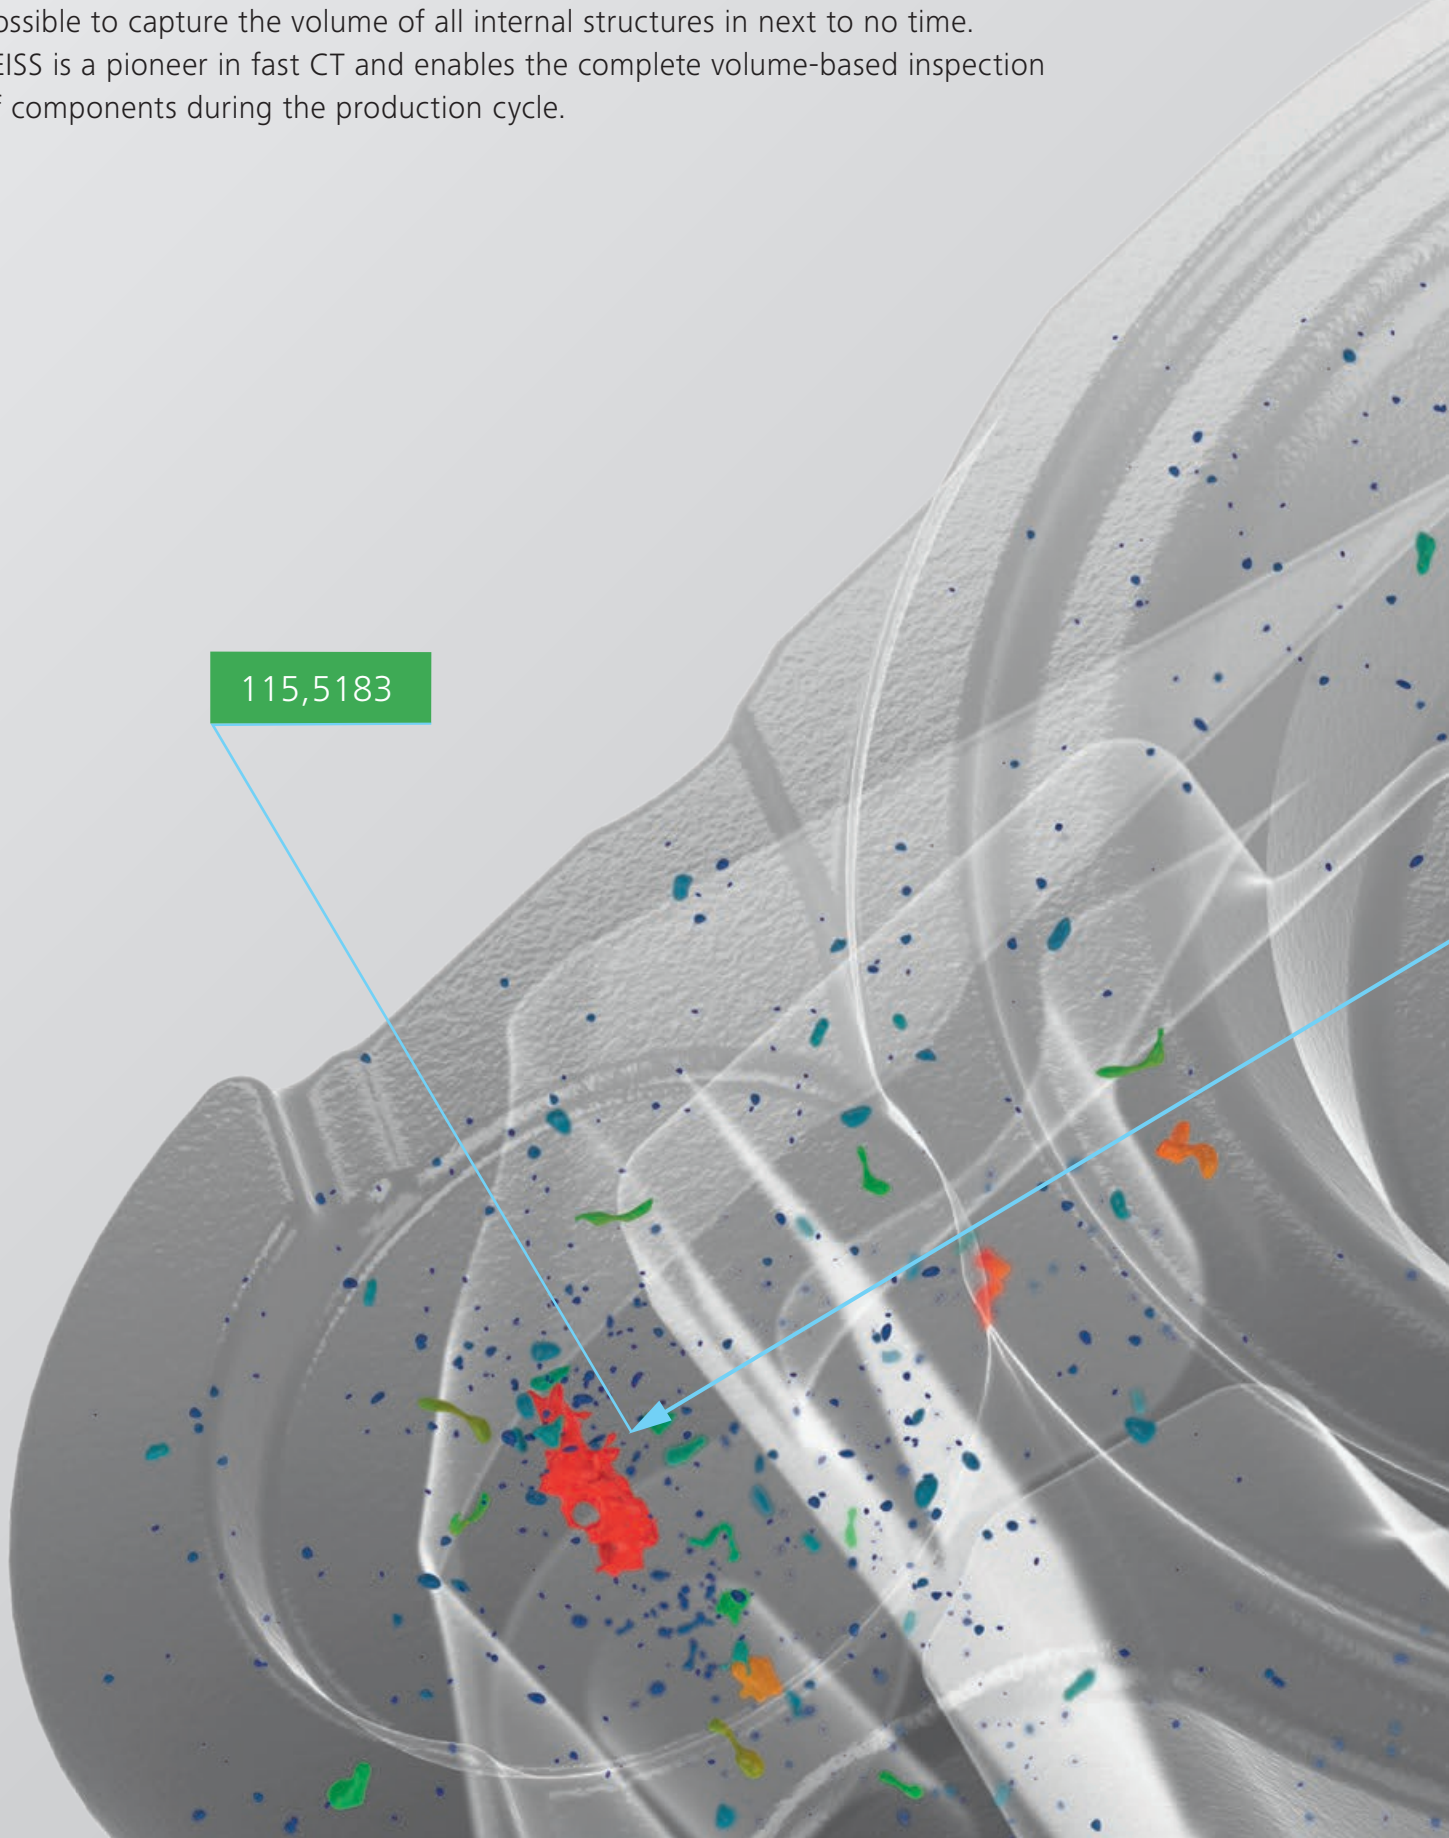 ossible to capture the volume of all internal structures in next to no time.
EISS is a pioneer in fast CT and enables the complete volume-based inspection
f components during the production cycle.
115,5183